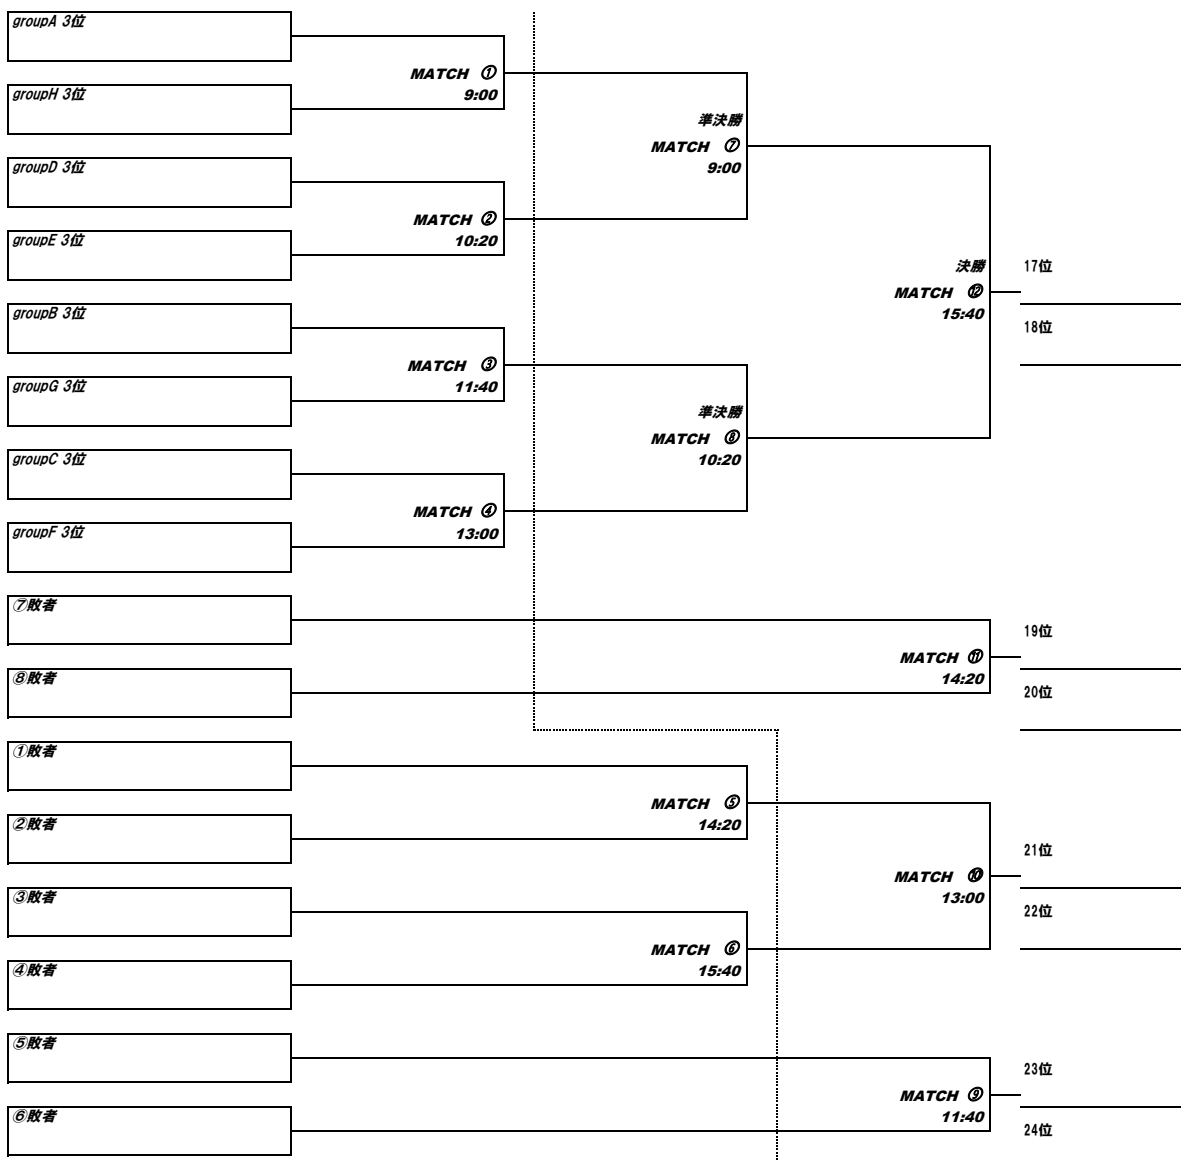 groupA 3位
MATCH ①
9:00
groupH 3位
準決勝
MATCH ⑦
9:00
groupD 3位
MATCH ②
10:20
groupE 3位
決勝
MATCH ⑫
15:40
17位
18位
groupB 3位
MATCH ③
11:40
groupG 3位
準決勝
MATCH ⑧
10:20
groupC 3位
MATCH ④
13:00
groupF 3位
⑦敗者
MATCH ⑪
14:20
19位
20位
⑧敗者
①敗者
MATCH ⑤
14:20
②敗者
MATCH ⑩
13:00
21位
22位
③敗者
MATCH ⑥
15:40
④敗者
⑤敗者
MATCH ⑨
11:40
23位
24位
⑥敗者